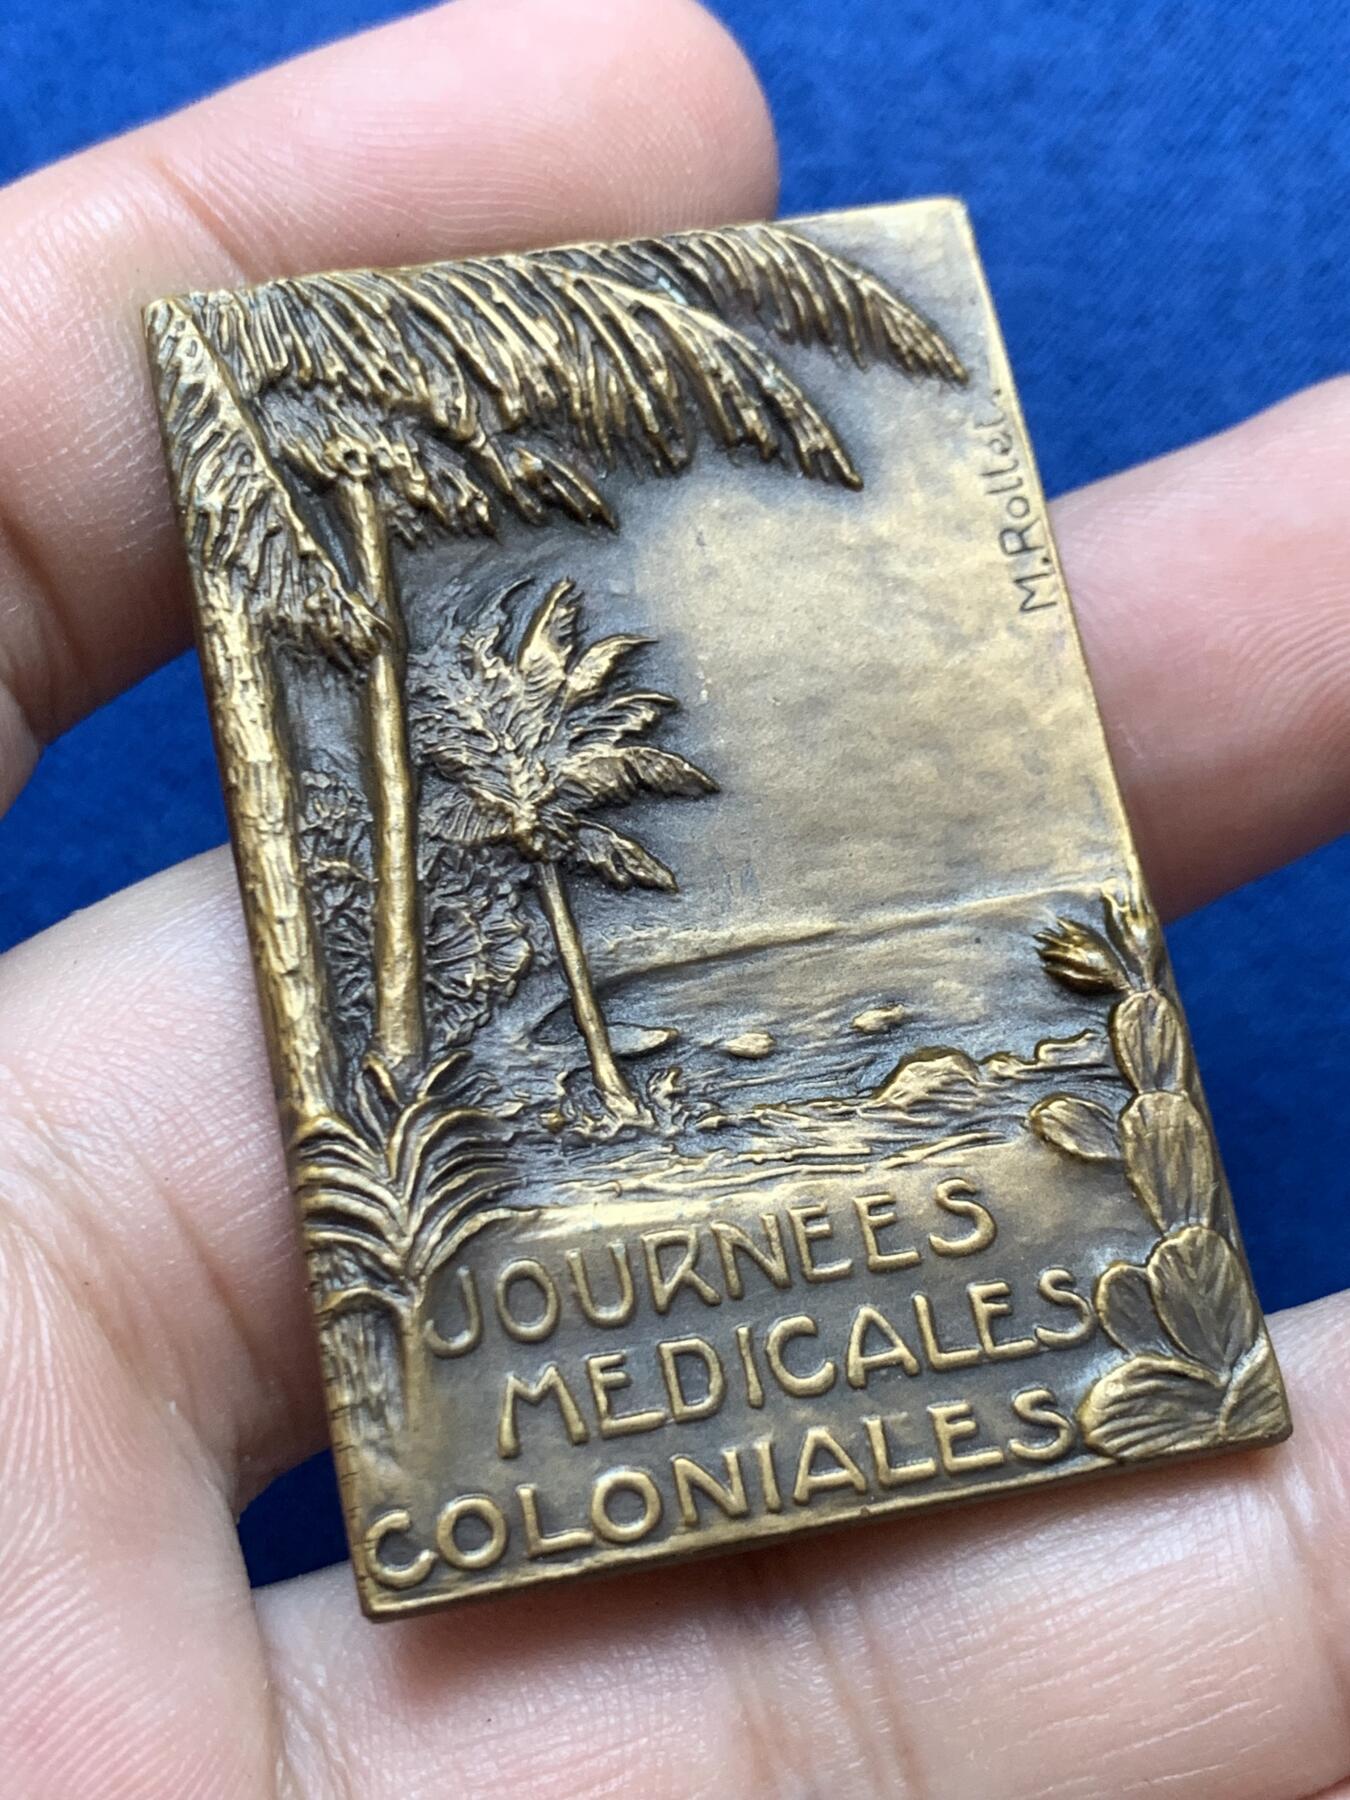 M. Rollet.
JOURNEES
MEDICALES
COLONIALES